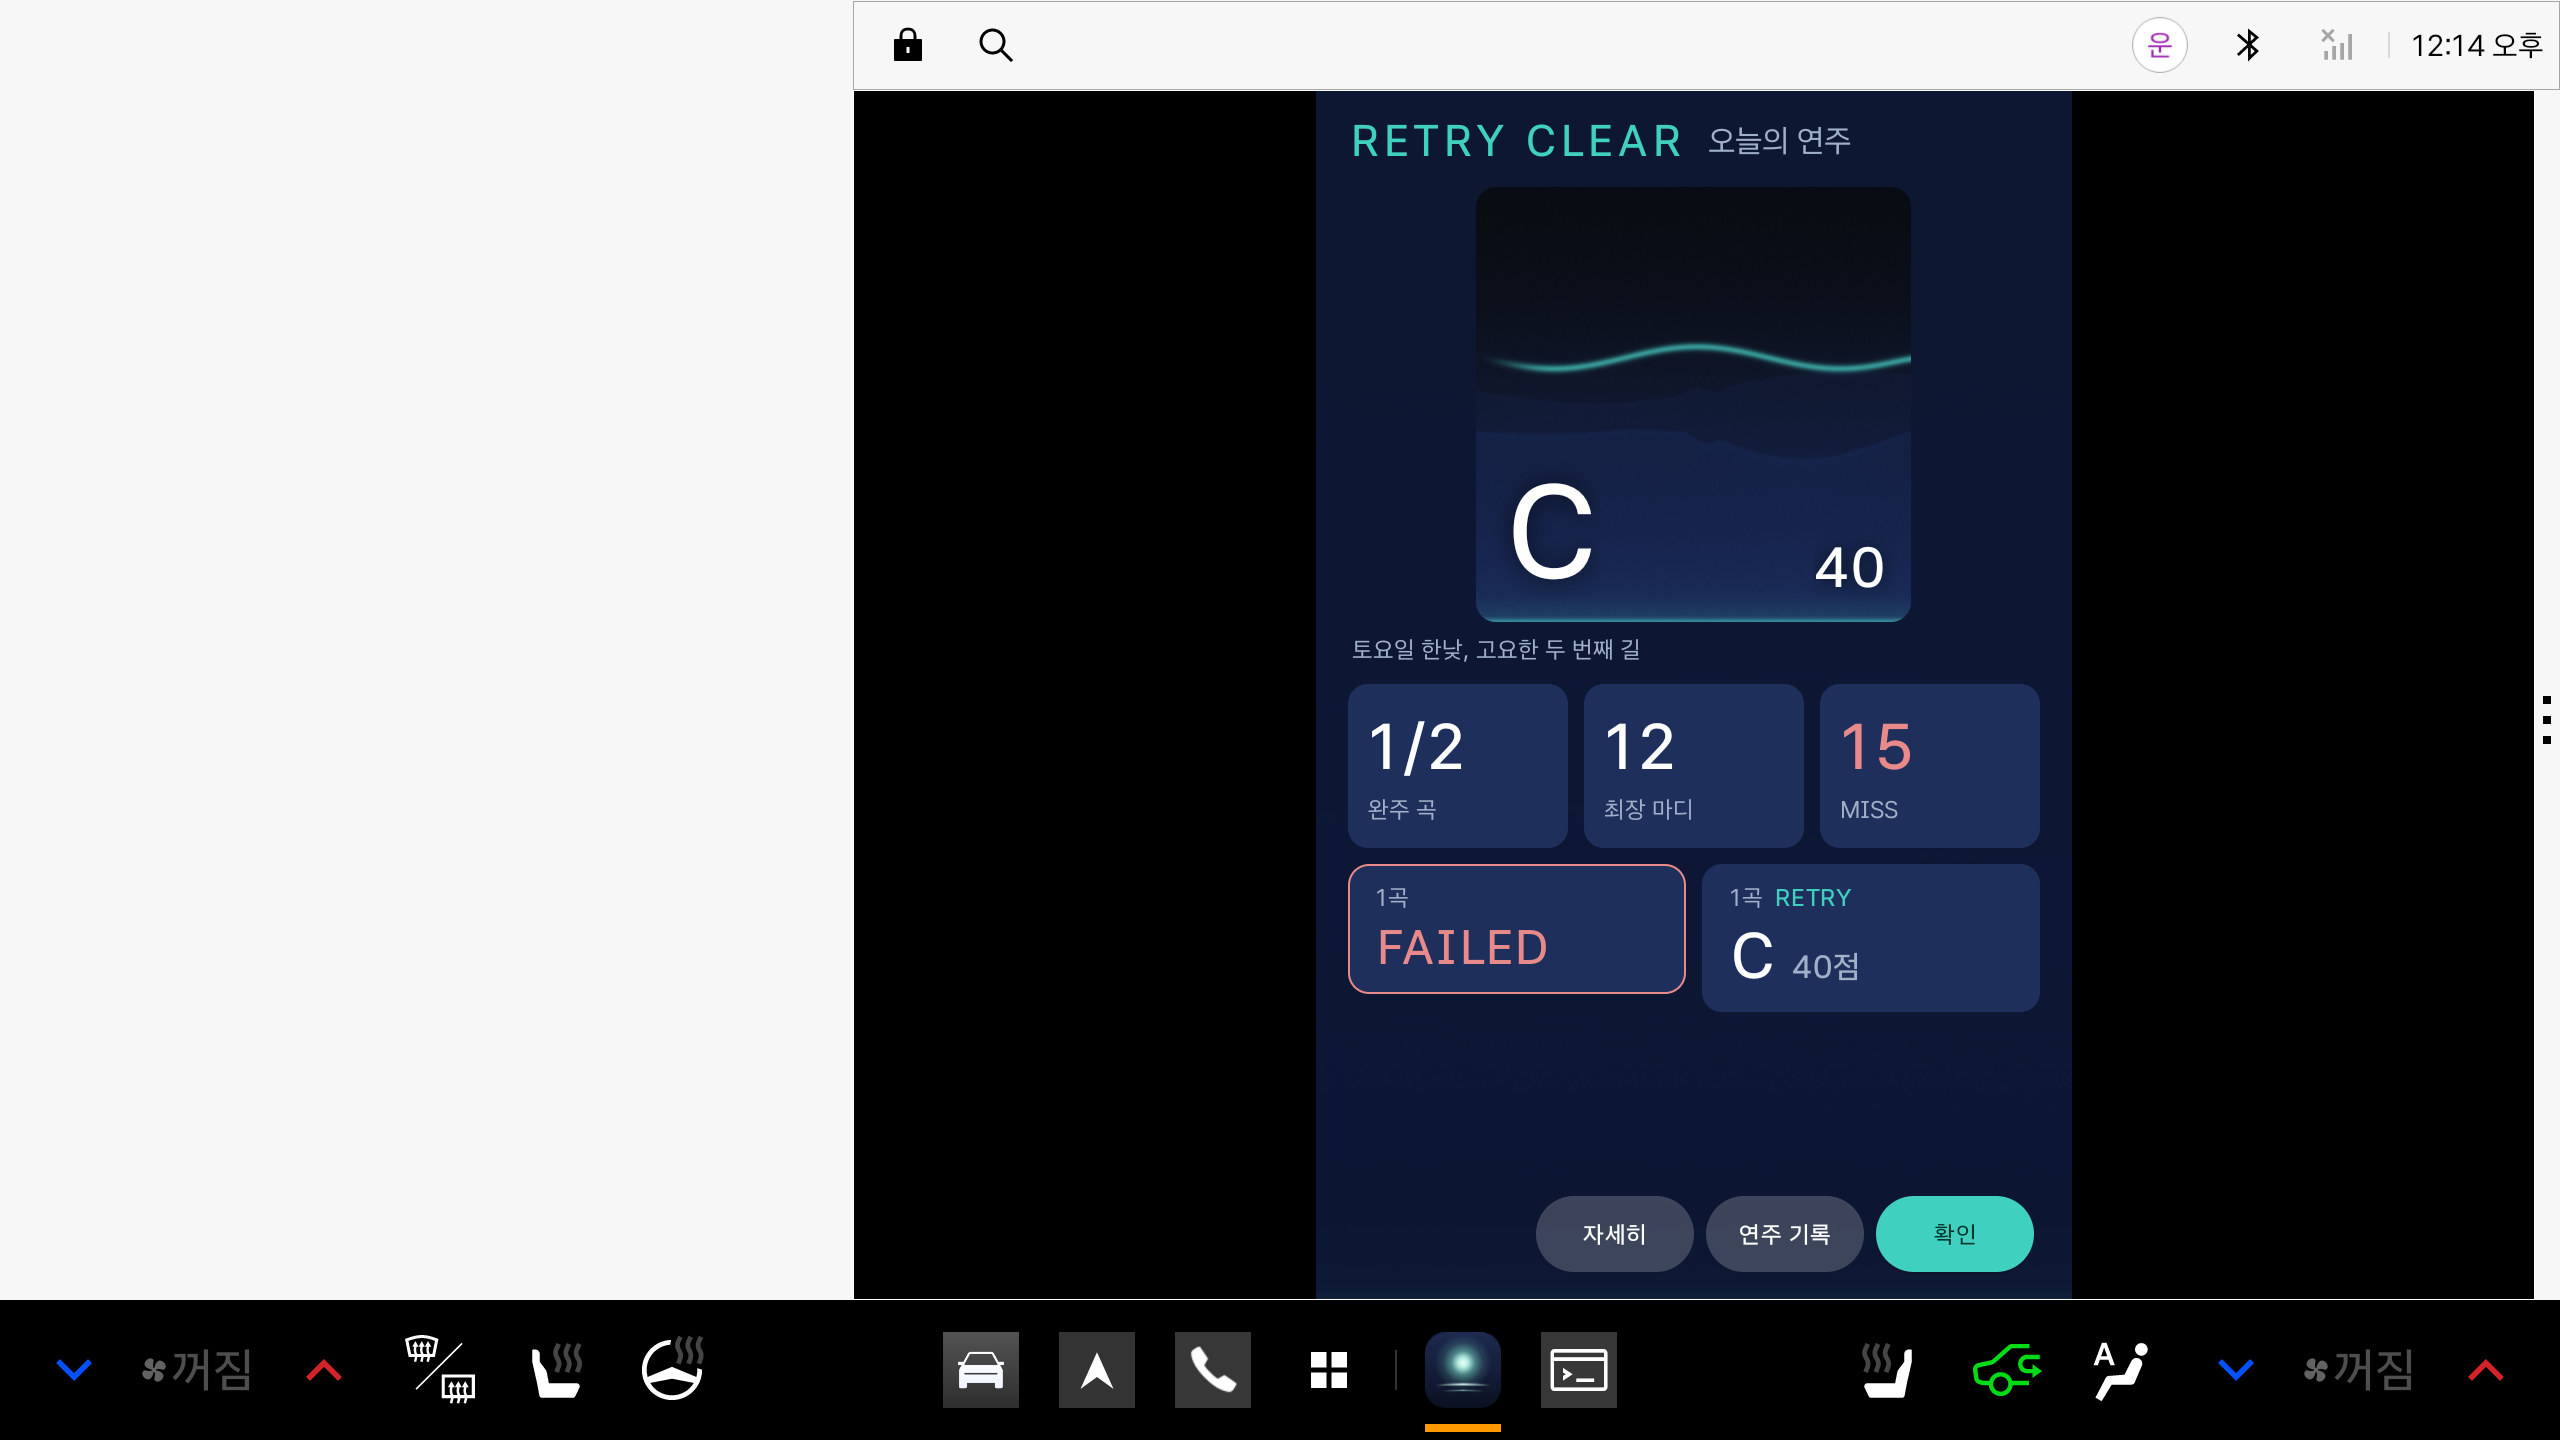 운
12:14 오후
RETRY CLEAR 오늘의 연주
C
40
토요일 한낮, 고요한 두 번째 길
1/2 12 15
완주 곡 최장 마디 MISS
1곡
FAILED
1곡 RETRY
C 40점
자세히 연주 기록 확인
꺼짐 A 꺼짐